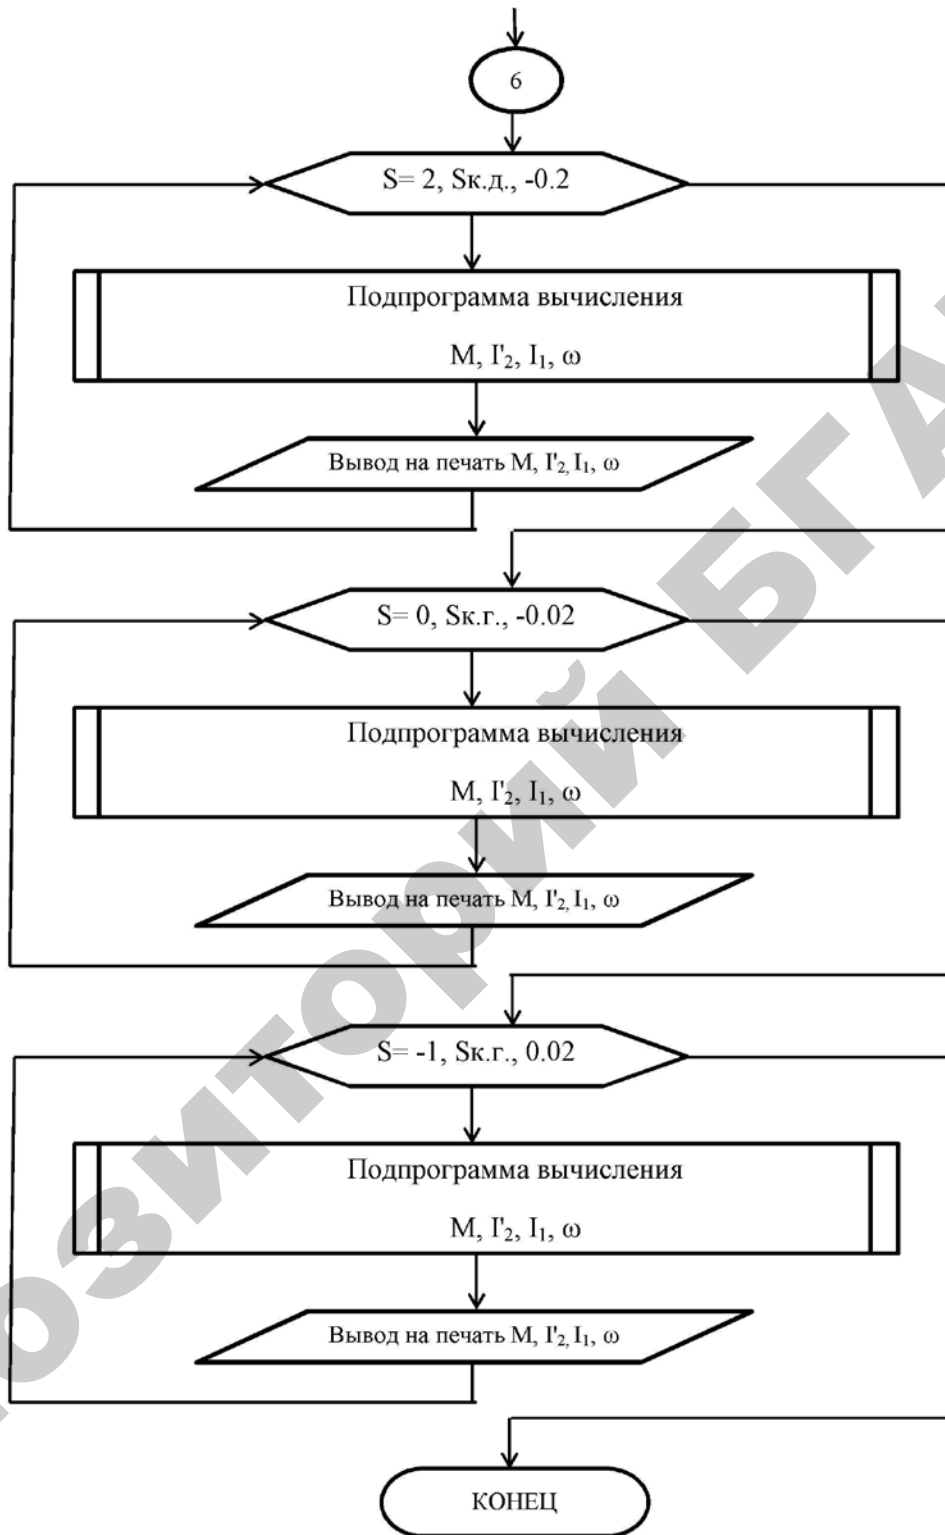 6
S= 2, Sк.д., -0.2
Подпрограмма вычисления
M, I'₂, I₁, ω
Вывод на печать M, I'₂, I₁, ω
S= 0, Sк.г., -0.02
Подпрограмма вычисления
M, I'₂, I₁, ω
Вывод на печать M, I'₂, I₁, ω
S= -1, Sк.г., 0.02
Подпрограмма вычисления
M, I'₂, I₁, ω
Вывод на печать M, I'₂, I₁, ω
КОНЕЦ